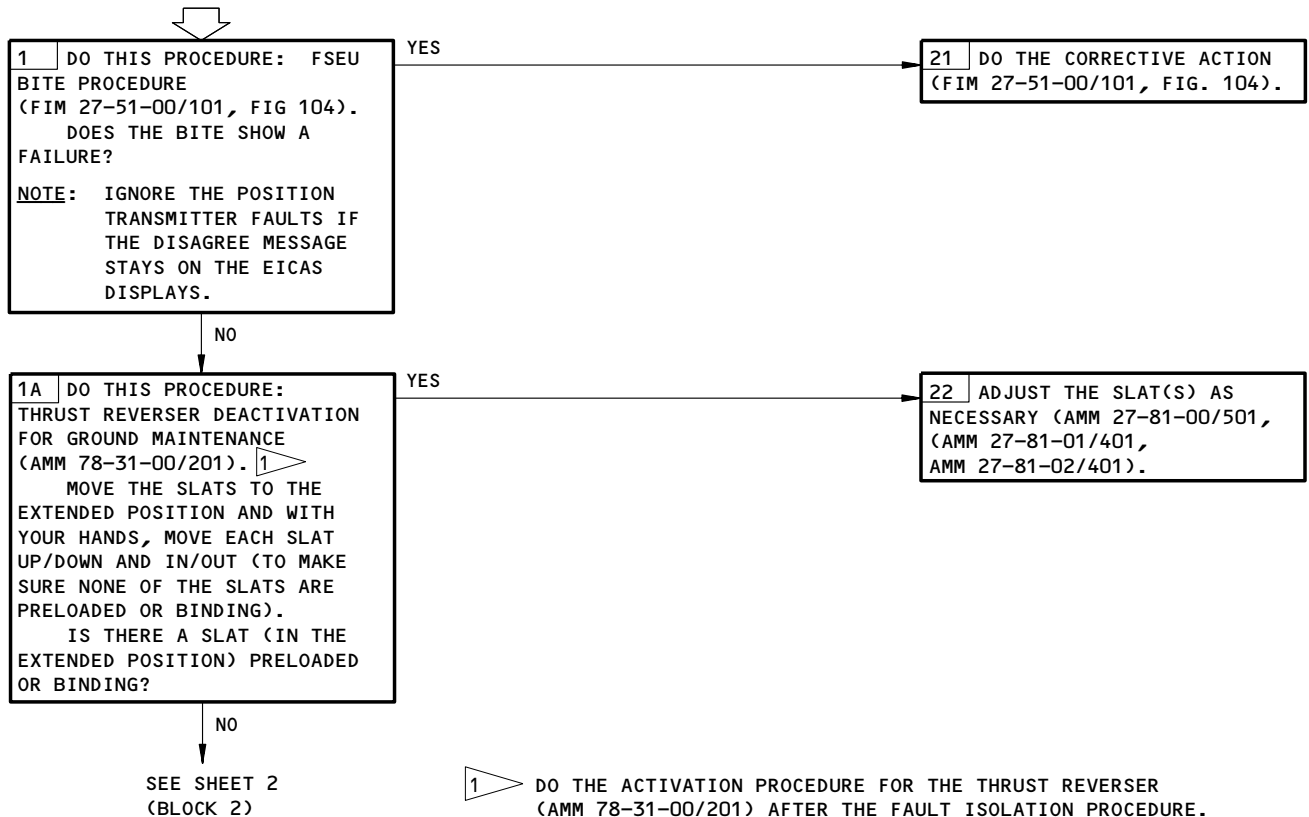 1 DO THIS PROCEDURE: FSEU
BITE PROCEDURE
(FIM 27-51-00/101, FIG 104).
DOES THE BITE SHOW A
FAILURE?
NOTE: IGNORE THE POSITION
TRANSMITTER FAULTS IF
THE DISAGREE MESSAGE
STAYS ON THE EICAS
DISPLAYS.
YES
21 DO THE CORRECTIVE ACTION
(FIM 27-51-00/101, FIG. 104).
NO
1A DO THIS PROCEDURE:
THRUST REVERSER DEACTIVATION
FOR GROUND MAINTENANCE
(AMM 78-31-00/201). 1
MOVE THE SLATS TO THE
EXTENDED POSITION AND WITH
YOUR HANDS, MOVE EACH SLAT
UP/DOWN AND IN/OUT (TO MAKE
SURE NONE OF THE SLATS ARE
PRELOADED OR BINDING).
IS THERE A SLAT (IN THE
EXTENDED POSITION) PRELOADED
OR BINDING?
YES
22 ADJUST THE SLAT(S) AS
NECESSARY (AMM 27-81-00/501,
(AMM 27-81-01/401,
AMM 27-81-02/401).
NO
SEE SHEET 2
(BLOCK 2)
1 DO THE ACTIVATION PROCEDURE FOR THE THRUST REVERSER
(AMM 78-31-00/201) AFTER THE FAULT ISOLATION PROCEDURE.